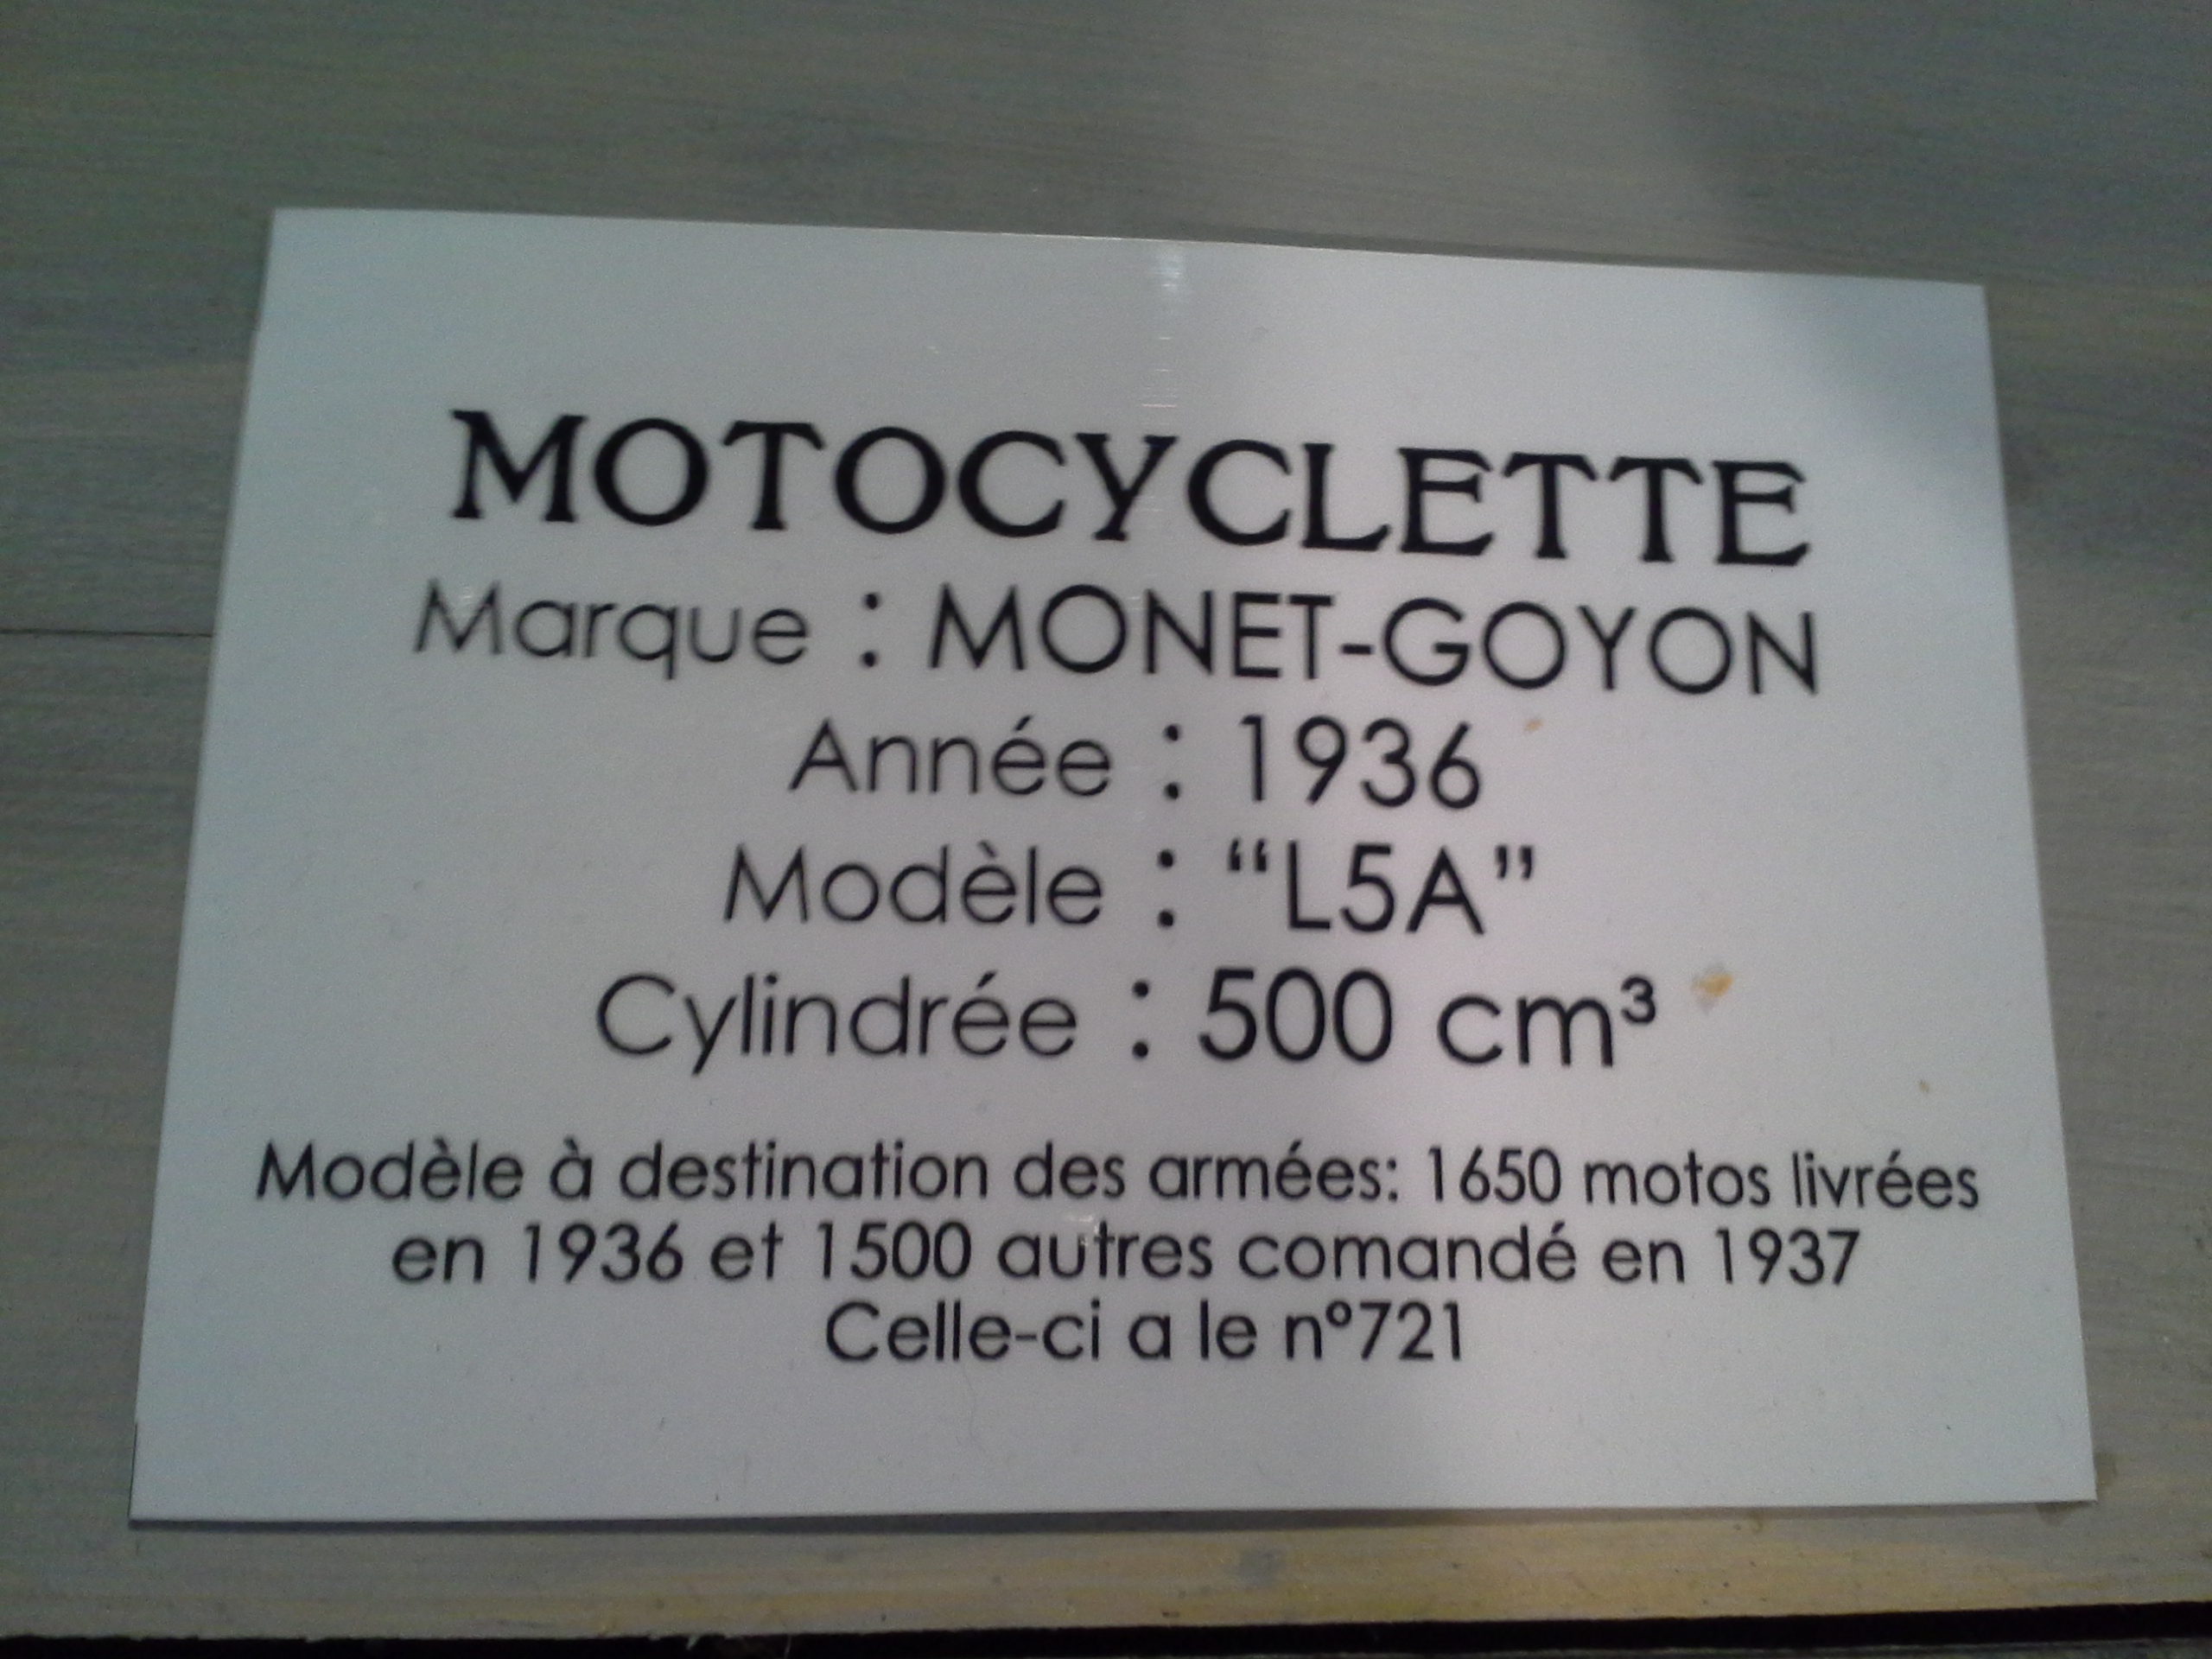 MOTOCYCLETTE
Marque : MONET-GOYON
Année : 1936
Modèle : “L5A”
Cylindrée : 500 cm³
Modèle à destination des armées: 1650 motos livrées
en 1936 et 1500 autres comandé en 1937
Celle-ci a le nº721